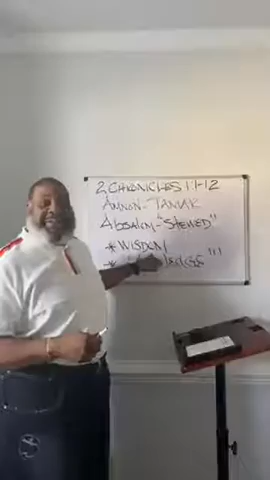 2 CHRONICLES 1:1-12
AMNON - TAMAR
Absalom - "STEWED"
* WISDOM
*